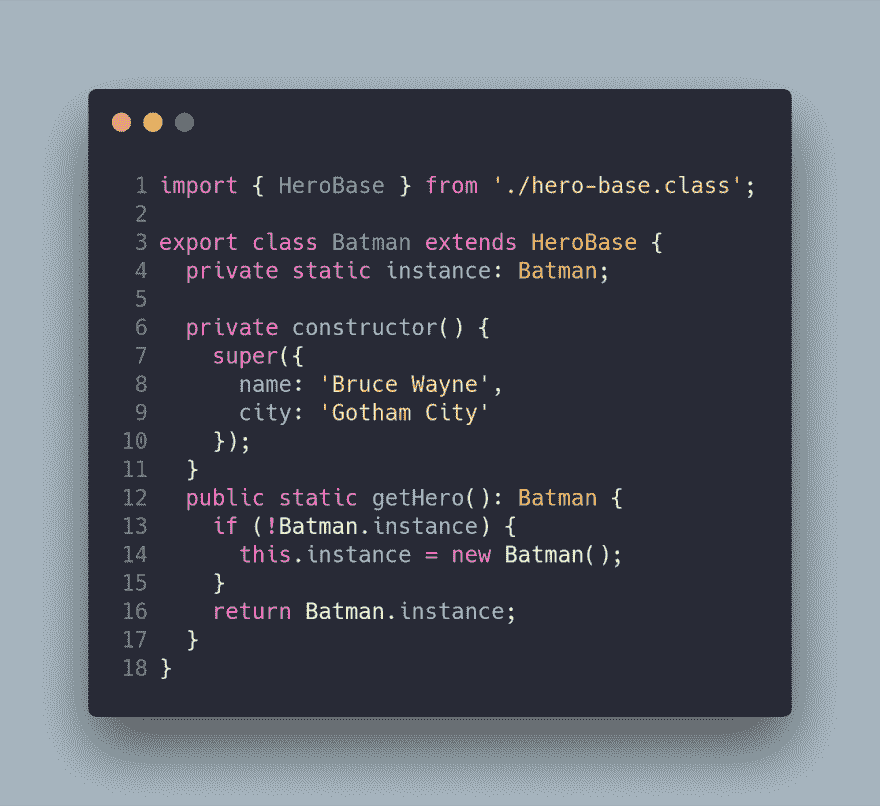 1 import { HeroBase } from './hero-base.class';
2
3 export class Batman extends HeroBase {
4   private static instance: Batman;
5
6   private constructor() {
7     super({
8       name: 'Bruce Wayne',
9       city: 'Gotham City'
10     });
11   }
12   public static getHero(): Batman {
13     if (!Batman.instance) {
14       this.instance = new Batman();
15     }
16     return Batman.instance;
17   }
18 }